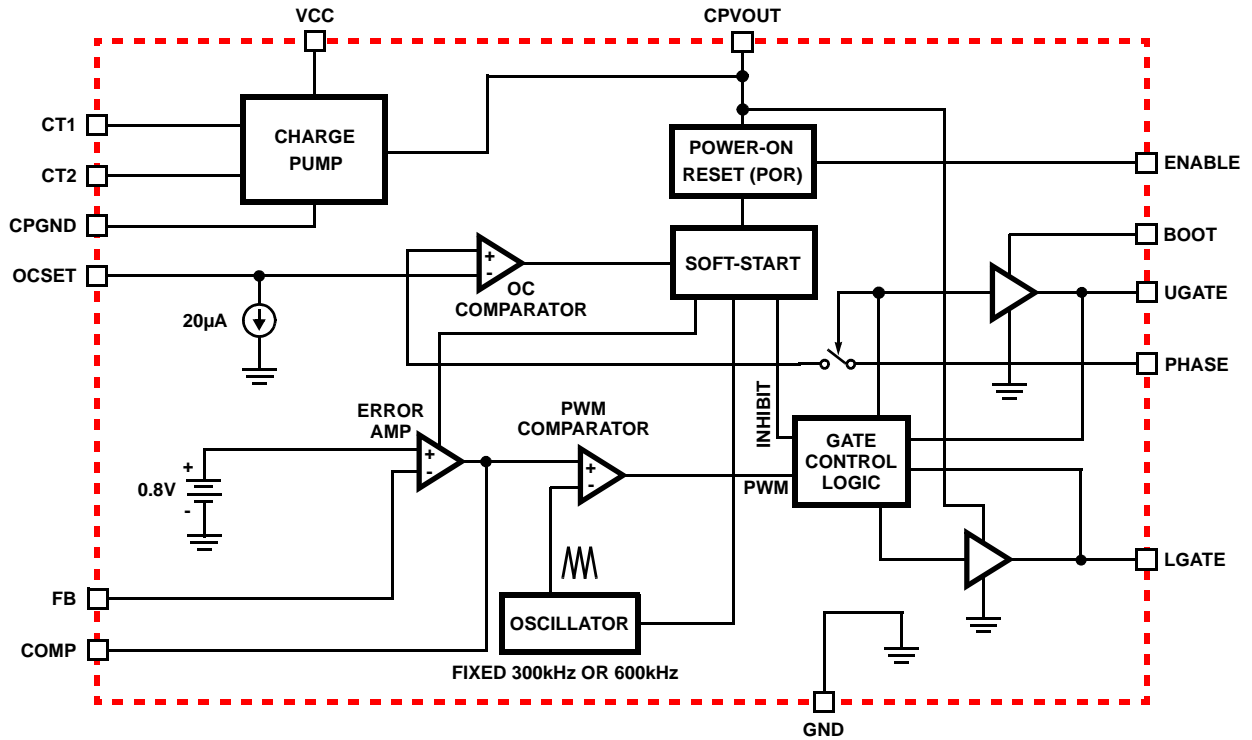 VCC
CPVOUT
CT1
CHARGE
PUMP
CT2
CPGND
POWER-ON
RESET (POR)
ENABLE
BOOT
OCSET
+
-
OC
COMPARATOR
SOFT-START
UGATE
20µA
PHASE
INHIBIT
ERROR
AMP
PWM
COMPARATOR
+
-
+
-
GATE
CONTROL
LOGIC
PWM
+
0.8V
-
LGATE
FB
OSCILLATOR
COMP
FIXED 300kHz OR 600kHz
GND